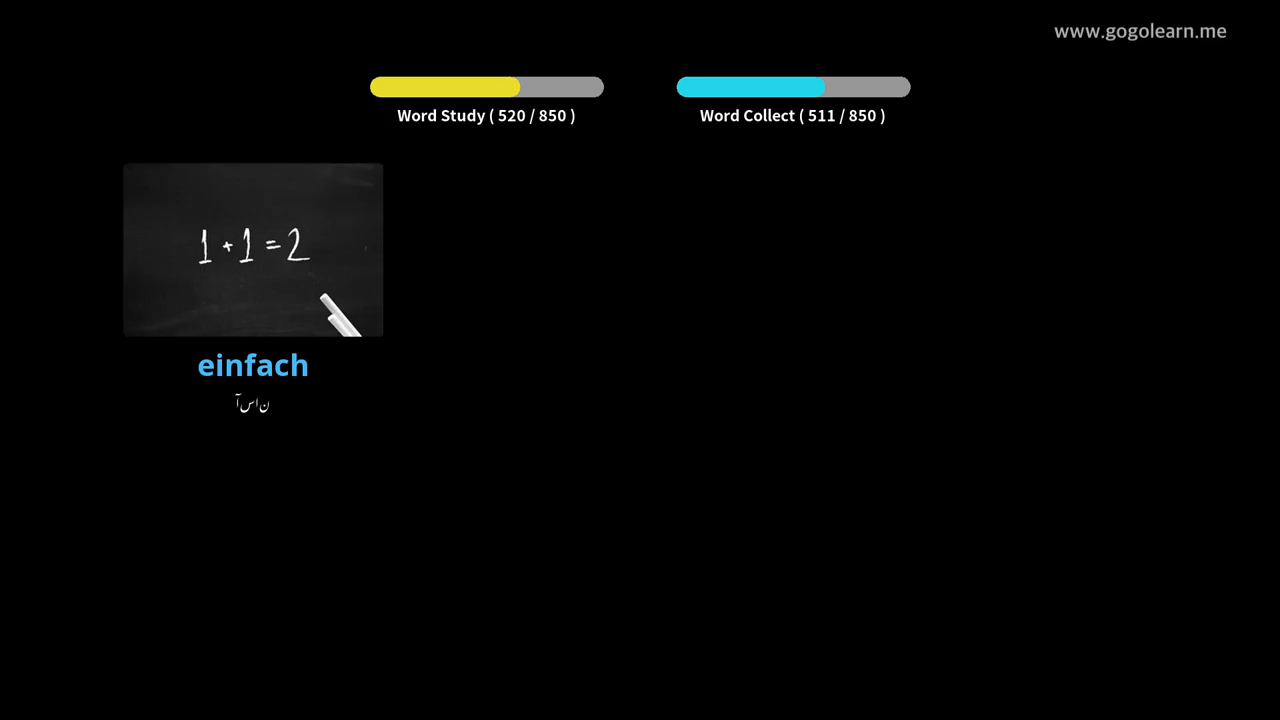 www.gogolearn.me
Word Study ( 520 / 850 )
Word Collect ( 511 / 850 )
1 + 1 = 2
einfach
آسان